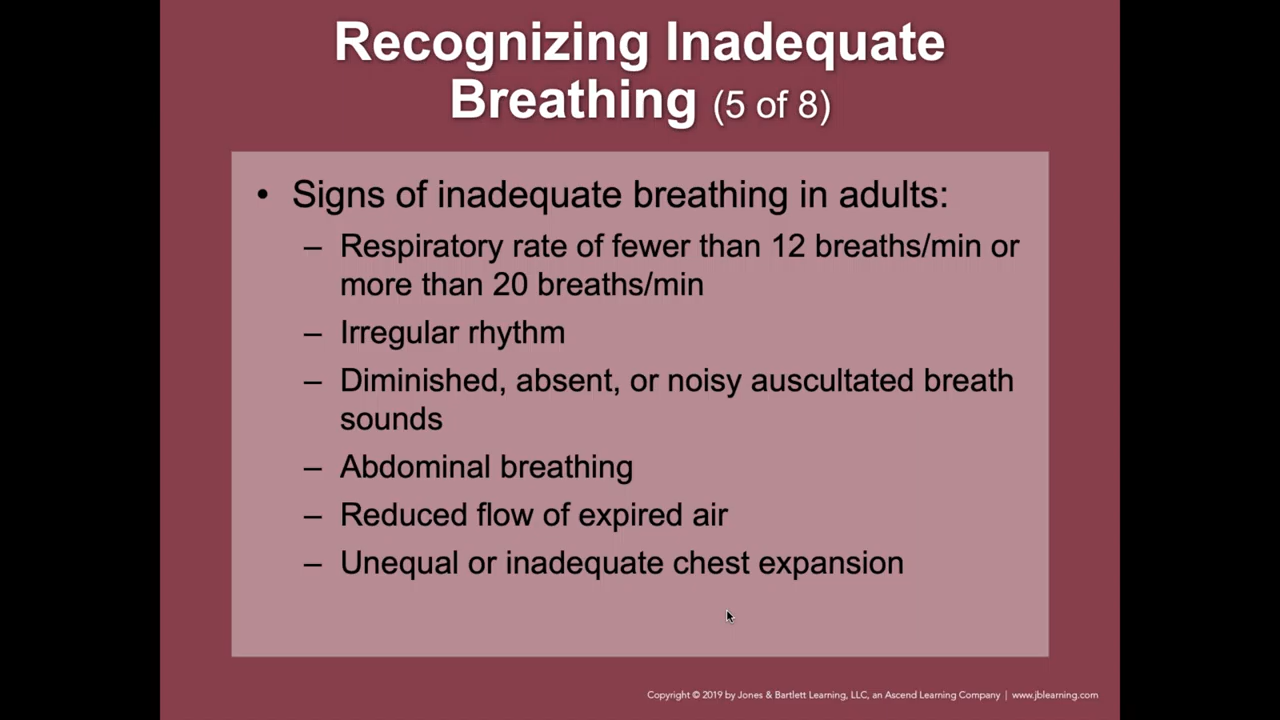 Recognizing Inadequate
Breathing (5 of 8)
• Signs of inadequate breathing in adults:
– Respiratory rate of fewer than 12 breaths/min or
more than 20 breaths/min
– Irregular rhythm
– Diminished, absent, or noisy auscultated breath
sounds
– Abdominal breathing
– Reduced flow of expired air
– Unequal or inadequate chest expansion
Copyright © 2019 by Jones & Bartlett Learning, LLC, an Ascend Learning Company | www.jblearning.com